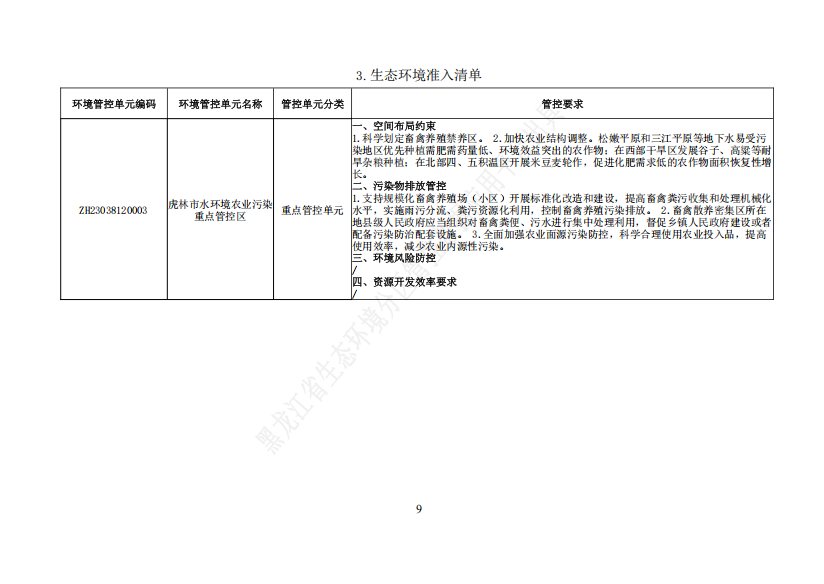 3.生态环境准入清单
环境管控单元编码 环境管控单元名称 管控单元分类 管控要求
ZH23038120003
虎林市水环境农业污染
重点管控区
重点管控单元
一、空间布局约束
1.科学划定畜禽养殖禁养区。 2.加快农业结构调整。松嫩平原和三江平原等地下水易受污
染地区优先种植需肥需药量低、环境效益突出的农作物；在西部干旱区发展谷子、高粱等耐
旱杂粮种植；在北部四、五积温区开展米豆麦轮作，促进化肥需求低的农作物面积恢复性增
长。
二、污染物排放管控
1.支持规模化畜禽养殖场（小区）开展标准化改造和建设，提高畜禽粪污收集和处理机械化
水平，实施雨污分流、粪污资源化利用，控制畜禽养殖污染排放。 2.畜禽散养密集区所在
地县级人民政府应当组织对畜禽粪便、污水进行集中处理利用，督促乡镇人民政府建设或者
配备污染防治配套设施。 3.全面加强农业面源污染防控，科学合理使用农业投入品，提高
使用效率，减少农业内源性污染。
三、环境风险防控
/
四、资源开发效率要求
/
黑龙江省生态环境分区
9